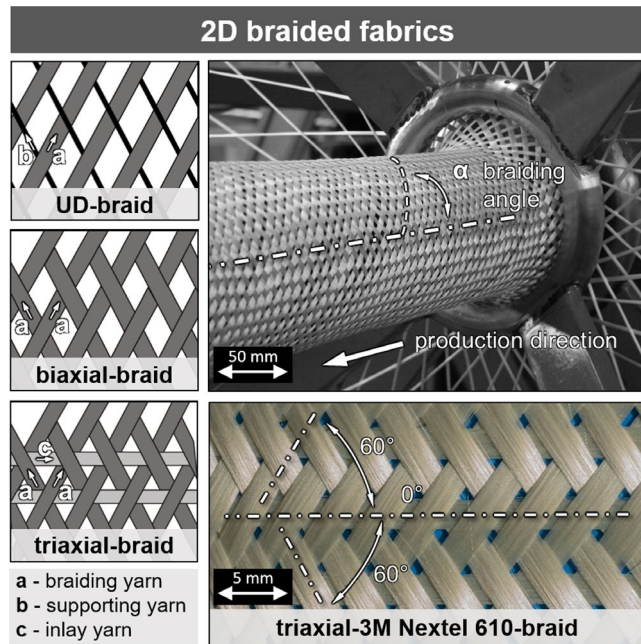 2D braided fabrics
b
a
UD-braid
a
a
biaxial-braid
c
a
a
triaxial-braid
a - braiding yarn
b - supporting yarn
c - inlay yarn
α braiding
angle
50 mm
production direction
60°
0°
60°
5 mm
triaxial-3M Nextel 610-braid